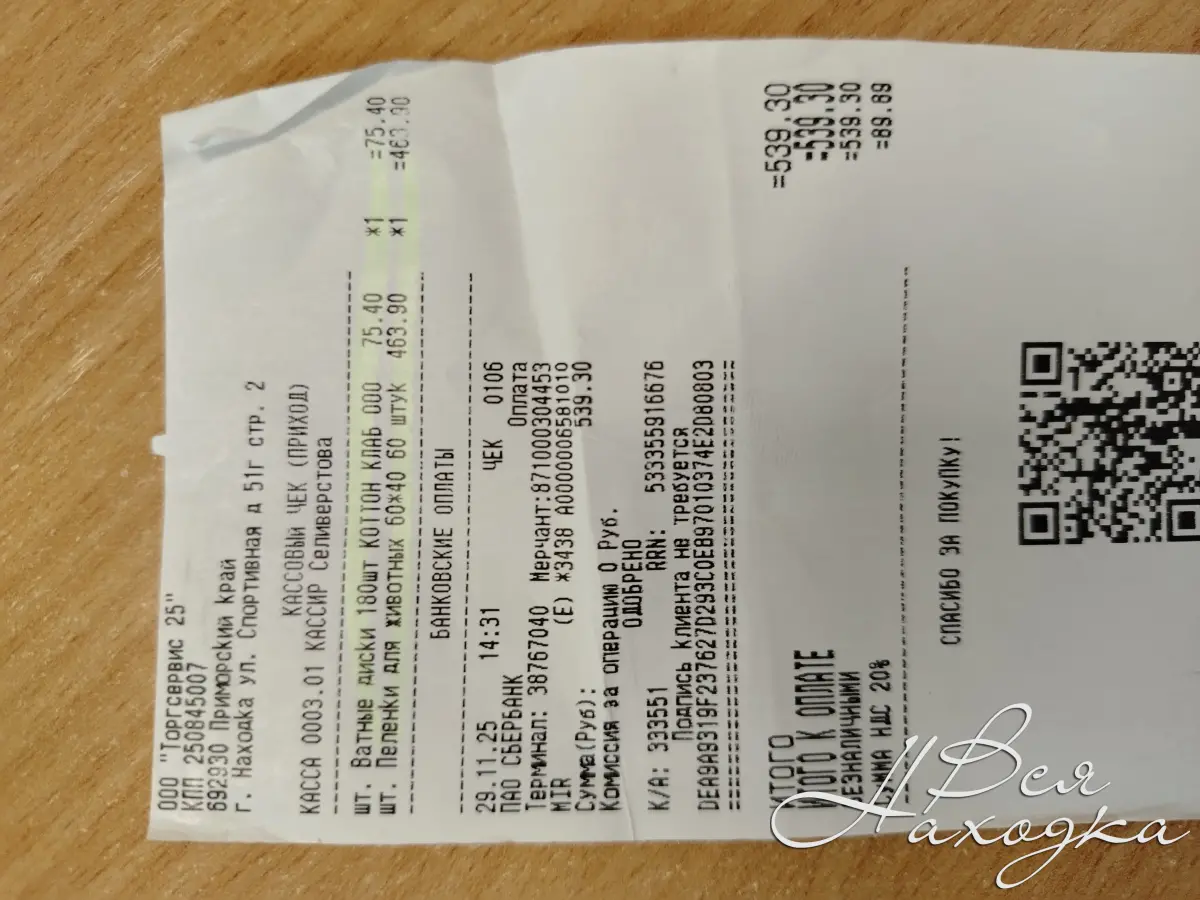 ООО "Торгсервис 25"
КПП 250845007
692930 Приморский край
г. Находка ул. Спортивная д 51г стр. 2
КАССОВЫЙ ЧЕК (ПРИХОД)
КАССА 0003.01 КАССИР Селиверстова
шт. Ватные диски 180шт КОТТОН КЛАБ ООО 75.40 *1 =75.40
шт. Пеленки для животных 60*40 60 штук 463.90 *1 =463.90
БАНКОВСКИЕ ОПЛАТЫ
29.11.25 14:31 ЧЕК 0106
ПАО СБЕРБАНК Оплата
Терминал: 38767040 Мерчант:871000304453
MIR (E) *3438 A0000006581010
Сумма(Руб): 539.30
Комиссия за операцию 0 Руб.
ОДОБРЕНО
К/А: 333551 RRN: 533355916676
Подпись клиента не требуется
DEA9A9319F237627D293C0EB97010374E2D80803
==============================
ИТОГО =539.30
ИТОГО К ОПЛАТЕ =539.30
БЕЗНАЛИЧНЫМИ =539.30
СУММА НДС 20% =89.89
СПАСИБО ЗА ПОКУПКУ!
Вся
Находка